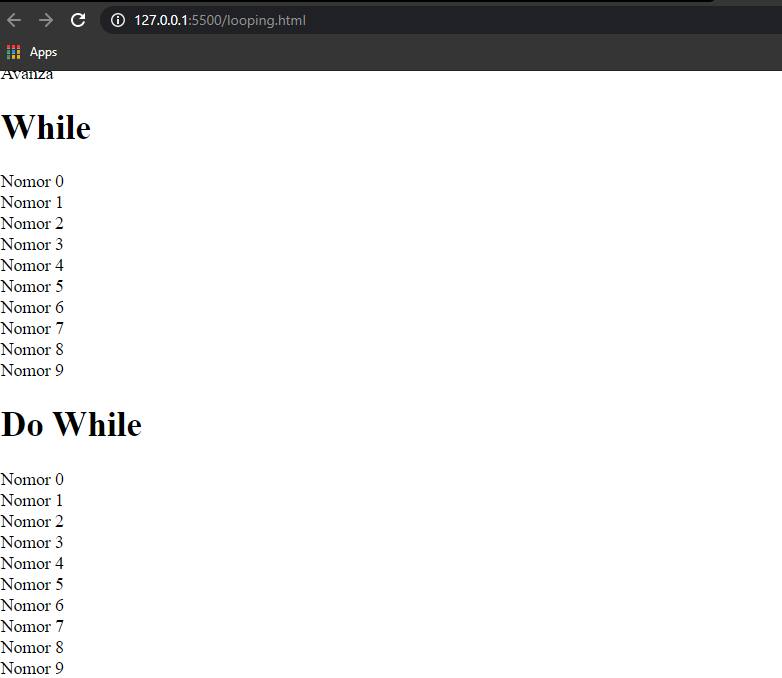 127.0.0.1:5500/looping.html
Apps
Avanza
While
Nomor 0
Nomor 1
Nomor 2
Nomor 3
Nomor 4
Nomor 5
Nomor 6
Nomor 7
Nomor 8
Nomor 9
Do While
Nomor 0
Nomor 1
Nomor 2
Nomor 3
Nomor 4
Nomor 5
Nomor 6
Nomor 7
Nomor 8
Nomor 9